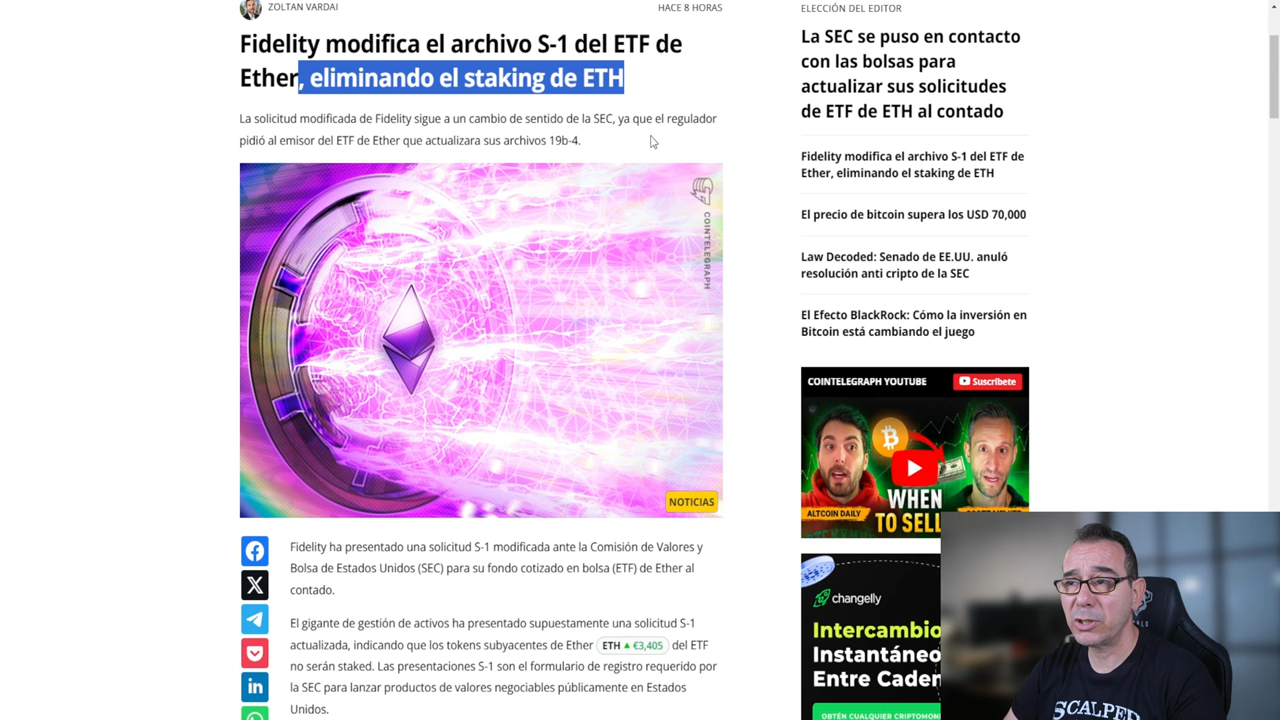 ZOLTAN VARDAI
HACE 8 HORAS
Fidelity modifica el archivo S-1 del ETF de
Ether, eliminando el staking de ETH
La solicitud modificada de Fidelity sigue a un cambio de sentido de la SEC, ya que el regulador
pidió al emisor del ETF de Ether que actualizara sus archivos 19b-4.
COINTELEGRAPH
NOTICIAS
Fidelity ha presentado una solicitud S-1 modificada ante la Comisión de Valores y
Bolsa de Estados Unidos (SEC) para su fondo cotizado en bolsa (ETF) de Ether al
contado.
El gigante de gestión de activos ha presentado supuestamente una solicitud S-1
actualizada, indicando que los tokens subyacentes de Ether ETH ▲ €3,405 del ETF
no serán staked. Las presentaciones S-1 son el formulario de registro requerido por
la SEC para lanzar productos de valores negociables públicamente en Estados
Unidos.
ELECCIÓN DEL EDITOR
La SEC se puso en contacto
con las bolsas para
actualizar sus solicitudes
de ETF de ETH al contado
Fidelity modifica el archivo S-1 del ETF de
Ether, eliminando el staking de ETH
El precio de bitcoin supera los USD 70,000
Law Decoded: Senado de EE.UU. anuló
resolución anti cripto de la SEC
El Efecto BlackRock: Cómo la inversión en
Bitcoin está cambiando el juego
COINTELEGRAPH YOUTUBE
Suscríbete
WHEN
TO SELL
ALTCOIN DAILY
changelly
Intercambio
Instantáneo
Entre Cade
OBTÉN CUALQUIER CRIPTOMON
SCALPER